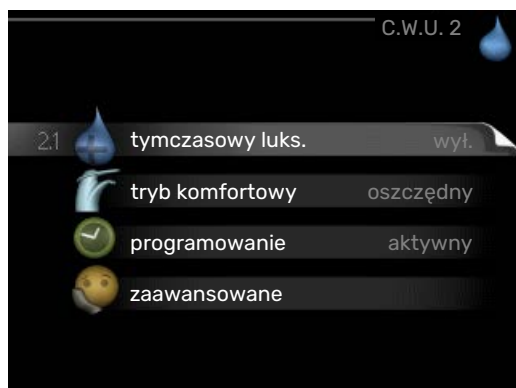 C.W.U. 2
2.1 tymczasowy luks. wył.
tryb komfortowy oszczędny
programowanie aktywny
zaawansowane